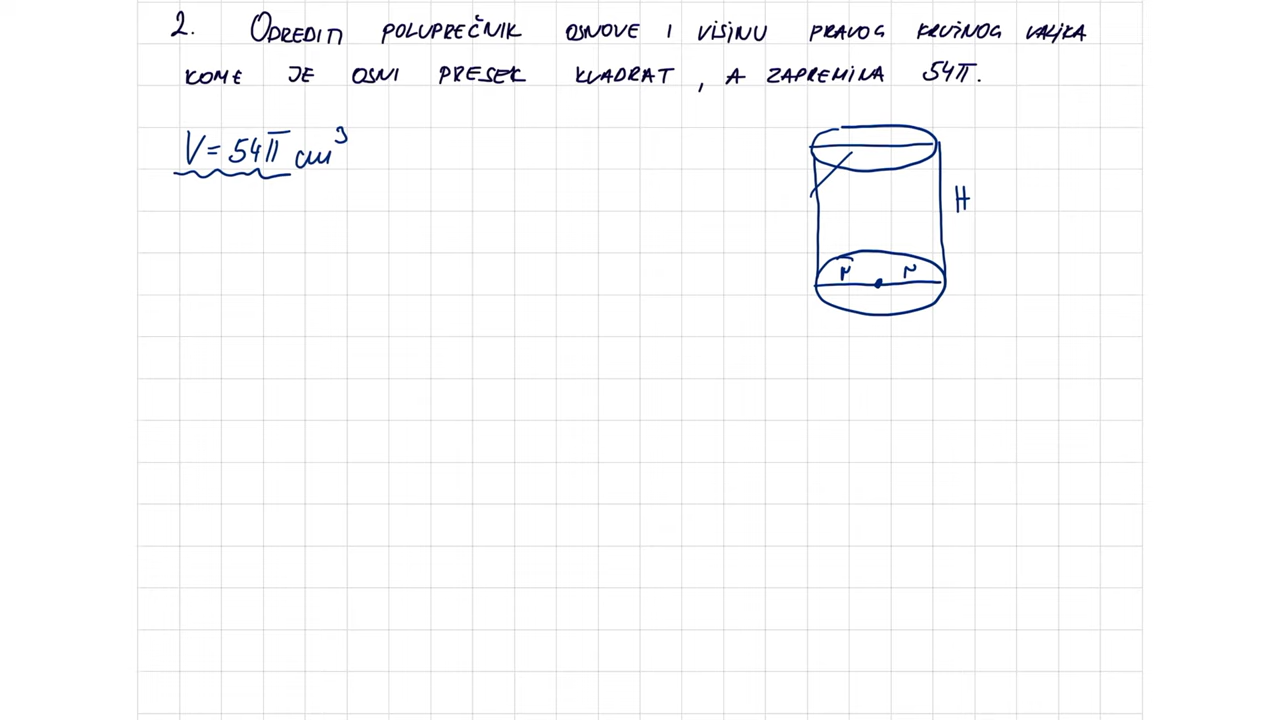 2. ODREDITI POLUPREČNIK OSNOVE I VISINU PRAVOG KRUŽNOG VALJKA
KOME JE OSNI PRESEK KVADRAT, A ZAPREMINA 54π.
V = 54π cm³
H
r r